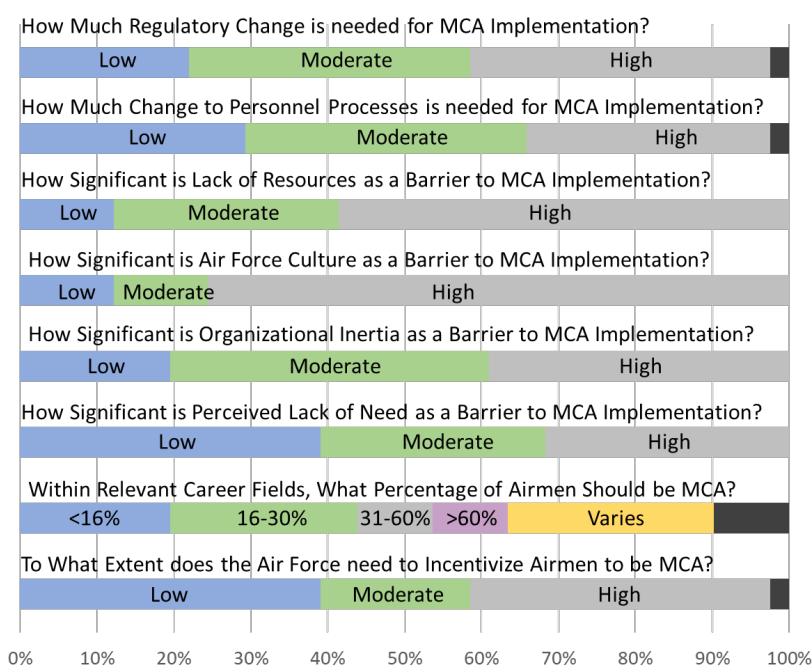 How Much Regulatory Change is needed for MCA Implementation?
Low Moderate High
How Much Change to Personnel Processes is needed for MCA Implementation?
Low Moderate High
How Significant is Lack of Resources as a Barrier to MCA Implementation?
Low Moderate High
How Significant is Air Force Culture as a Barrier to MCA Implementation?
Low Moderate High
How Significant is Organizational Inertia as a Barrier to MCA Implementation?
Low Moderate High
How Significant is Perceived Lack of Need as a Barrier to MCA Implementation?
Low Moderate High
Within Relevant Career Fields, What Percentage of Airmen Should be MCA?
<16% 16-30% 31-60% >60% Varies
To What Extent does the Air Force need to Incentivize Airmen to be MCA?
Low Moderate High
0% 10% 20% 30% 40% 50% 60% 70% 80% 90% 100%